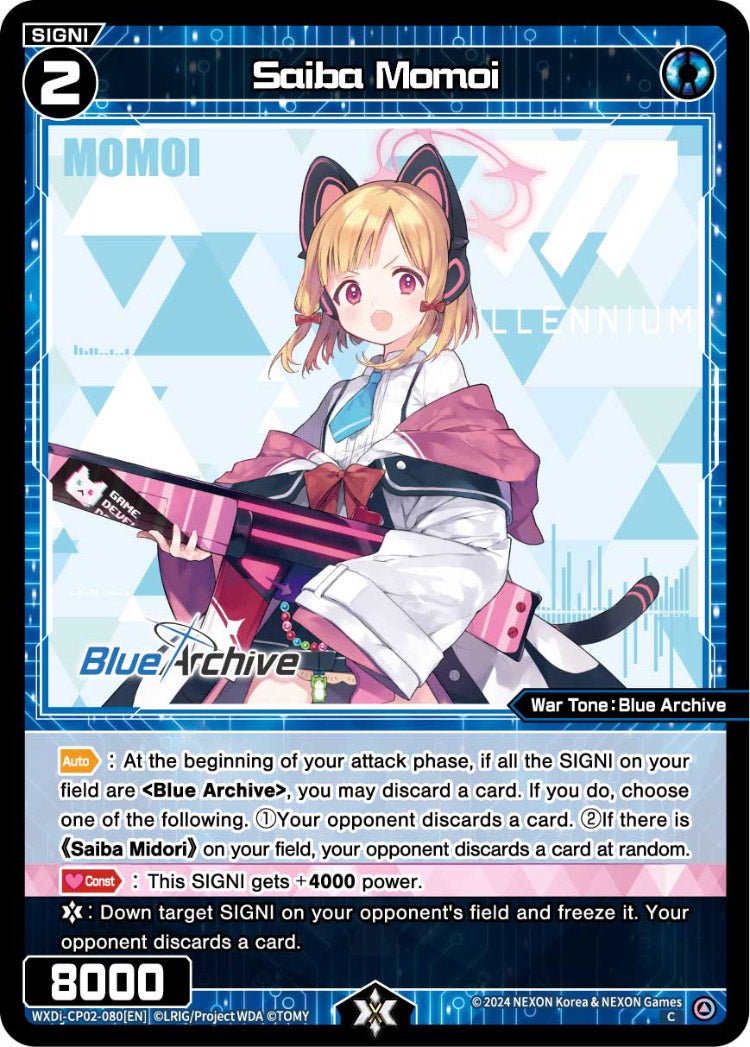 SIGNI
2
Saiba Momoi
MOMOI
LLENNIUM
GAME
DEVEL
Blue Archive
War Tone:Blue Archive
Auto : At the beginning of your attack phase, if all the SIGNI on your
field are <Blue Archive>, you may discard a card. If you do, choose
one of the following. ①Your opponent discards a card. ②If there is
《Saiba Midori》 on your field, your opponent discards a card at random.
Const : This SIGNI gets +4000 power.
: Down target SIGNI on your opponent's field and freeze it. Your
opponent discards a card.
8000
WXDi-CP02-080[EN] ©LRIG/Project WDA ©TOMY
©2024 NEXON Korea & NEXON Games
C